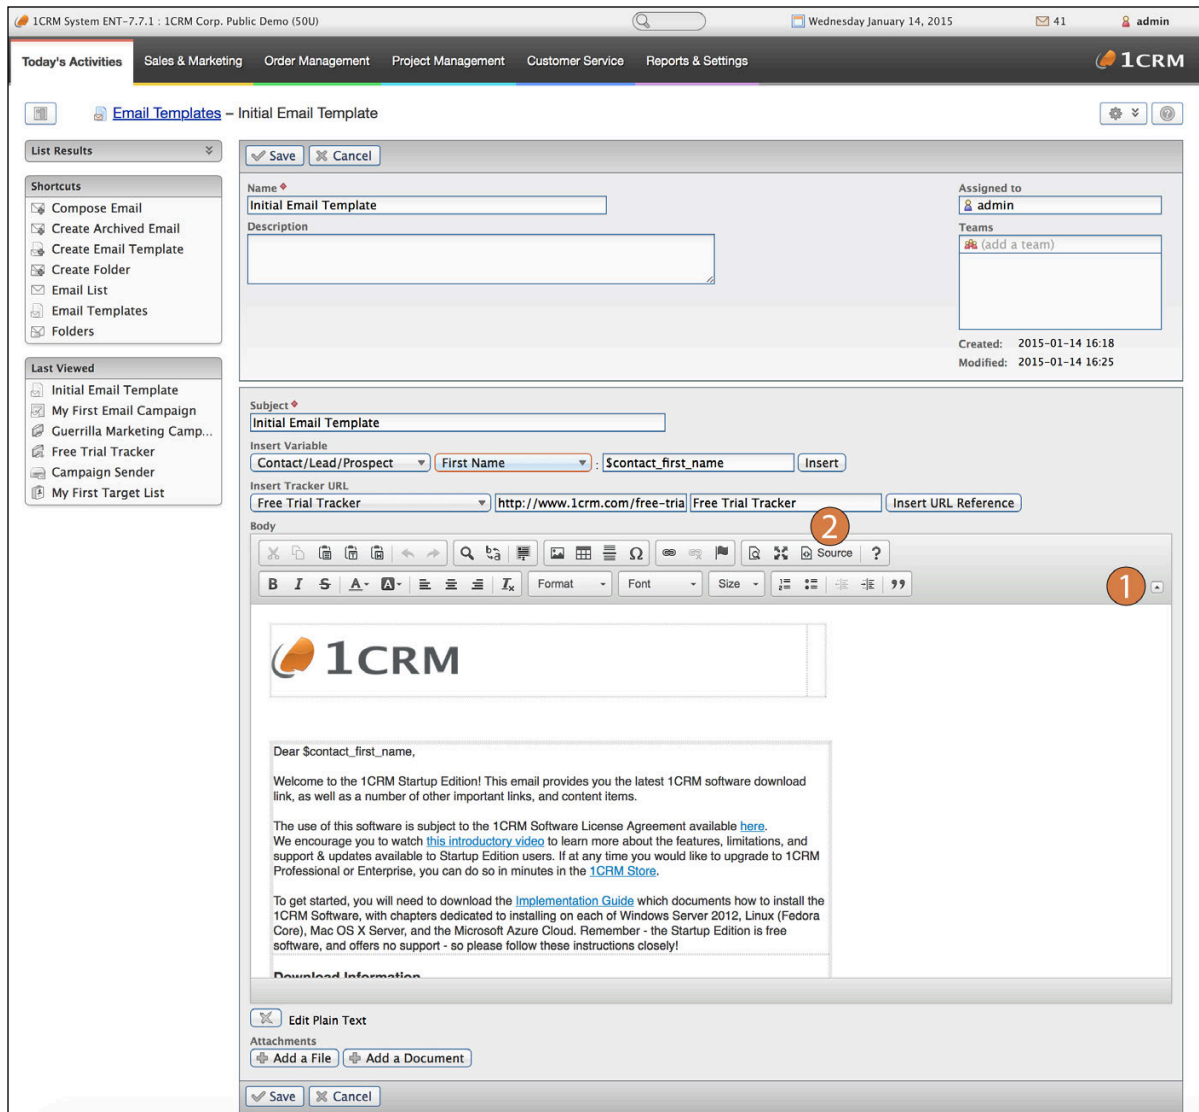 1CRM System ENT-7.7.1 : 1CRM Corp. Public Demo (50U)
Wednesday January 14, 2015
41
admin
Today's Activities
Sales & Marketing
Order Management
Project Management
Customer Service
Reports & Settings
1CRM
Email Templates – Initial Email Template
List Results
Shortcuts
Compose Email
Create Archived Email
Create Email Template
Create Folder
Email List
Email Templates
Folders
Last Viewed
Initial Email Template
My First Email Campaign
Guerrilla Marketing Camp...
Free Trial Tracker
Campaign Sender
My First Target List
Save
Cancel
Name
Initial Email Template
Description
Assigned to
admin
Teams
(add a team)
Created: 2015-01-14 16:18
Modified: 2015-01-14 16:25
Subject
Initial Email Template
Insert Variable
Contact/Lead/Prospect
First Name
: $contact_first_name
Insert
Insert Tracker URL
Free Trial Tracker
http://www.1crm.com/free-tria
Free Trial Tracker
Insert URL Reference
Body
2
Source
?
B I S A A
Format
Font
Size
1
1CRM
Dear $contact_first_name,
Welcome to the 1CRM Startup Edition! This email provides you the latest 1CRM software download
link, as well as a number of other important links, and content items.
The use of this software is subject to the 1CRM Software License Agreement available here.
We encourage you to watch this introductory video to learn more about the features, limitations, and
support & updates available to Startup Edition users. If at any time you would like to upgrade to 1CRM
Professional or Enterprise, you can do so in minutes in the 1CRM Store.
To get started, you will need to download the Implementation Guide which documents how to install the
1CRM Software, with chapters dedicated to installing on each of Windows Server 2012, Linux (Fedora
Core), Mac OS X Server, and the Microsoft Azure Cloud. Remember - the Startup Edition is free
software, and offers no support - so please follow these instructions closely!
Download Information
Edit Plain Text
Attachments
Add a File
Add a Document
Save
Cancel